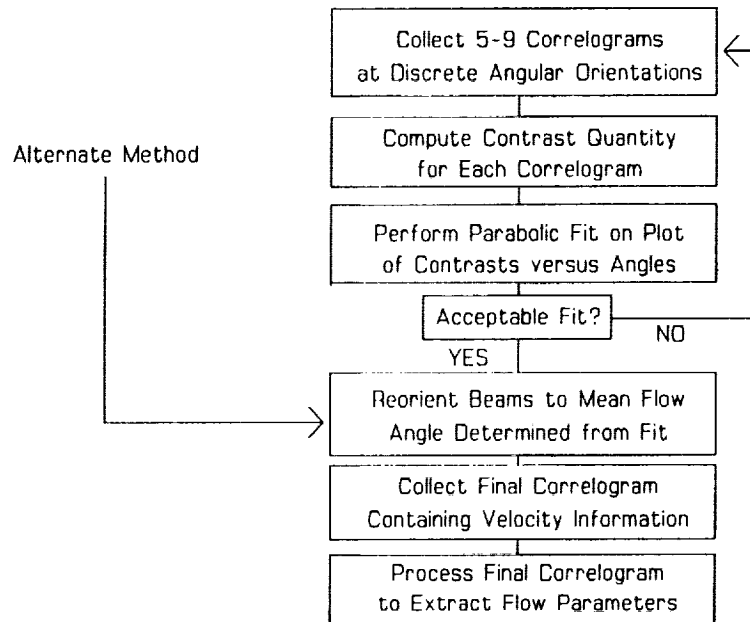 Collect 5-9 Correlograms
at Discrete Angular Orientations
Compute Contrast Quantity
for Each Correlogram
Alternate Method
Perform Parabolic Fit on Plot
of Contrasts versus Angles
Acceptable Fit?
NO
YES
Reorient Beams to Mean Flow
Angle Determined from Fit
Collect Final Correlogram
Containing Velocity Information
Process Final Correlogram
to Extract Flow Parameters